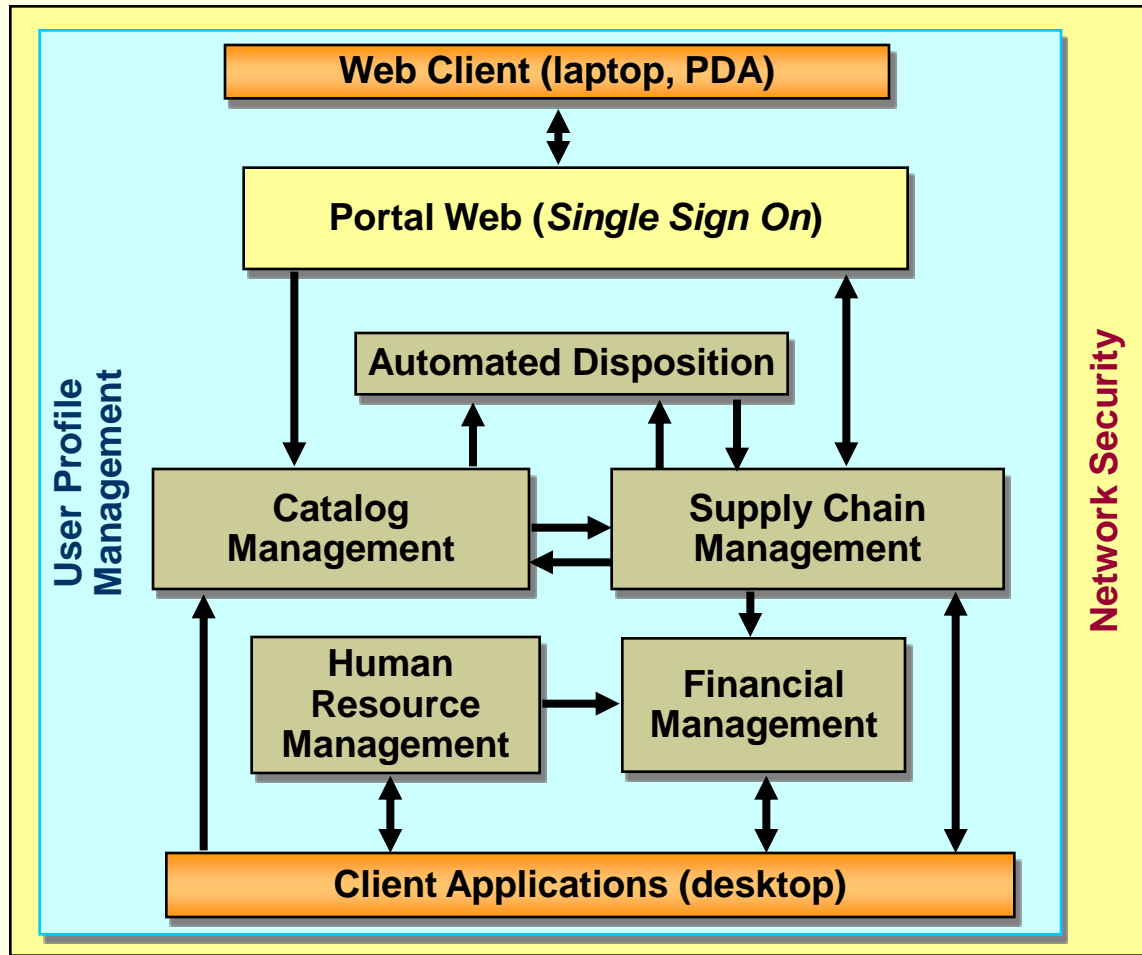 Web Client (laptop, PDA)
Portal Web (Single Sign On)
Automated Disposition
Catalog
Management
Supply Chain
Management
Human
Resource
Management
Financial
Management
Client Applications (desktop)
User Profile
Management
Network Security